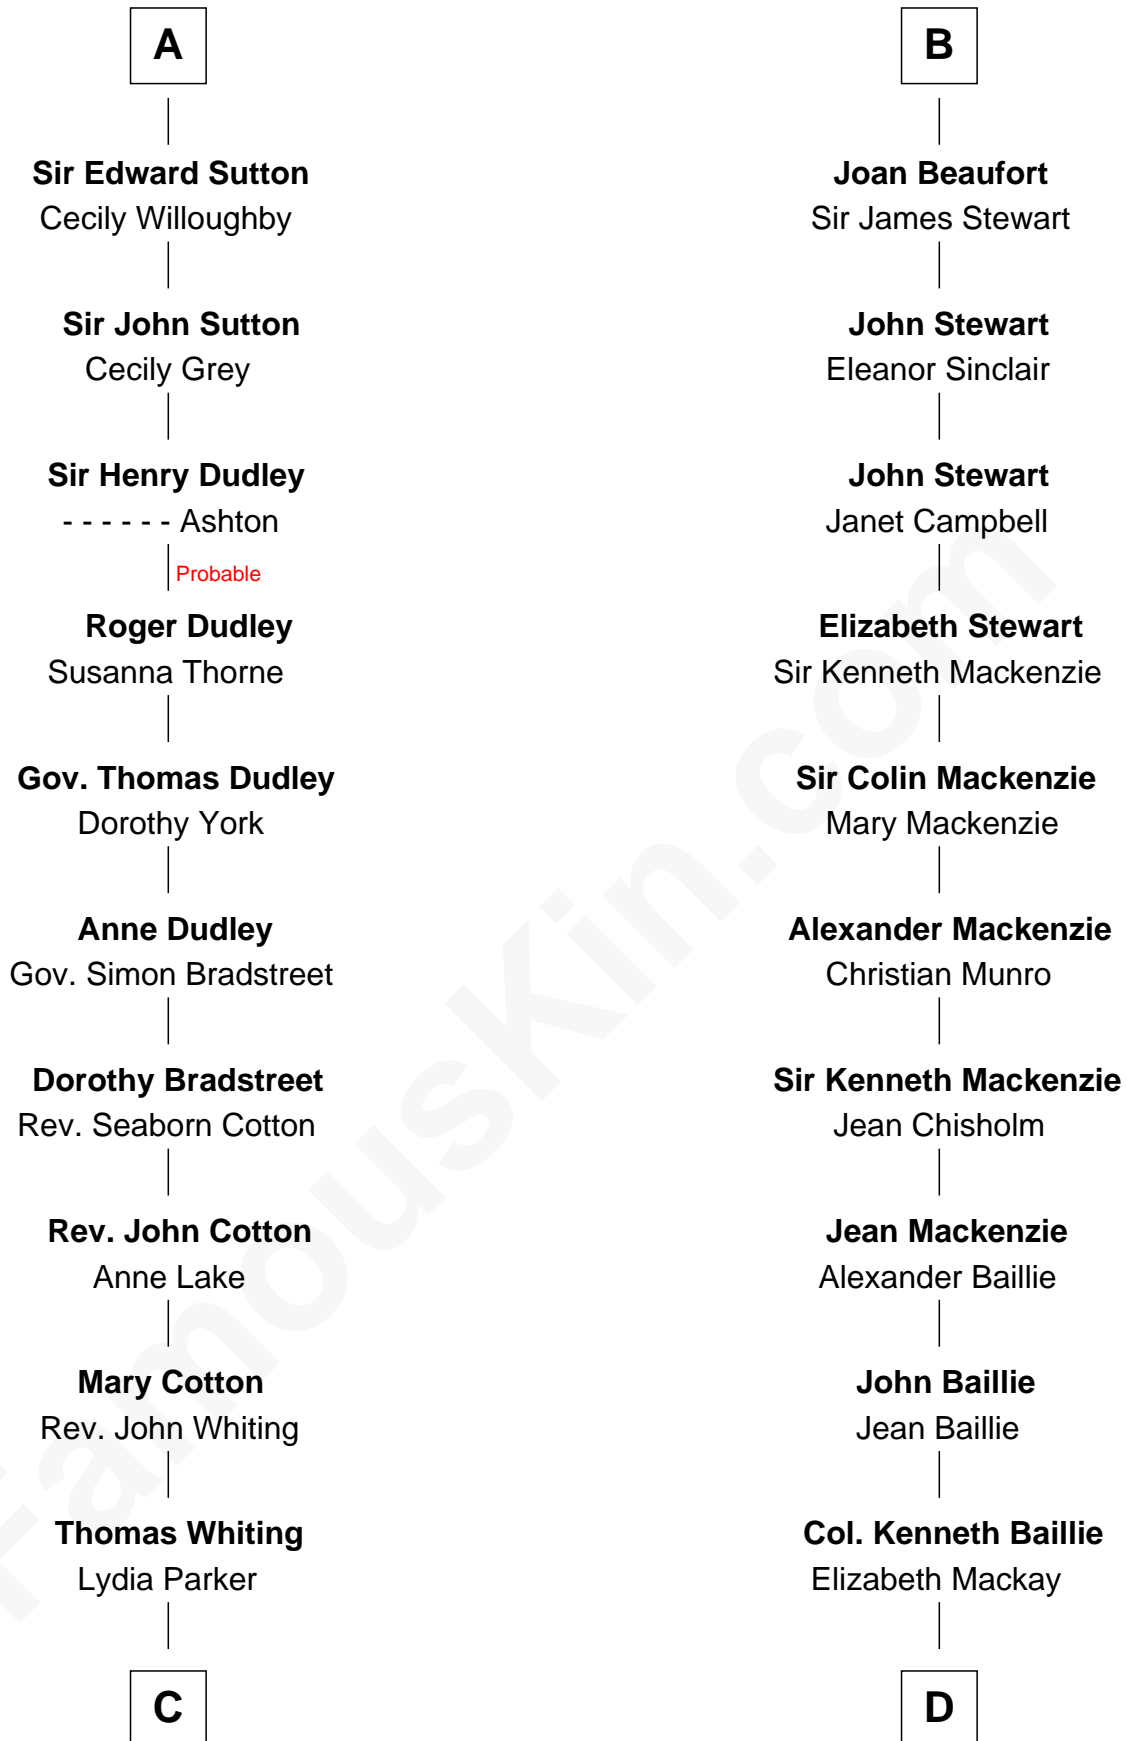 A
Sir Edward Sutton
Cecily Willoughby
Sir John Sutton
Cecily Grey
Sir Henry Dudley
- - - - - - Ashton
Probable
Roger Dudley
Susanna Thorne
Gov. Thomas Dudley
Dorothy York
Anne Dudley
Gov. Simon Bradstreet
Dorothy Bradstreet
Rev. Seaborn Cotton
Rev. John Cotton
Anne Lake
Mary Cotton
Rev. John Whiting
Thomas Whiting
Lydia Parker
C
B
Joan Beaufort
Sir James Stewart
John Stewart
Eleanor Sinclair
John Stewart
Janet Campbell
Elizabeth Stewart
Sir Kenneth Mackenzie
Sir Colin Mackenzie
Mary Mackenzie
Alexander Mackenzie
Christian Munro
Sir Kenneth Mackenzie
Jean Chisholm
Jean Mackenzie
Alexander Baillie
John Baillie
Jean Baillie
Col. Kenneth Baillie
Elizabeth Mackay
D
FamousKin.com